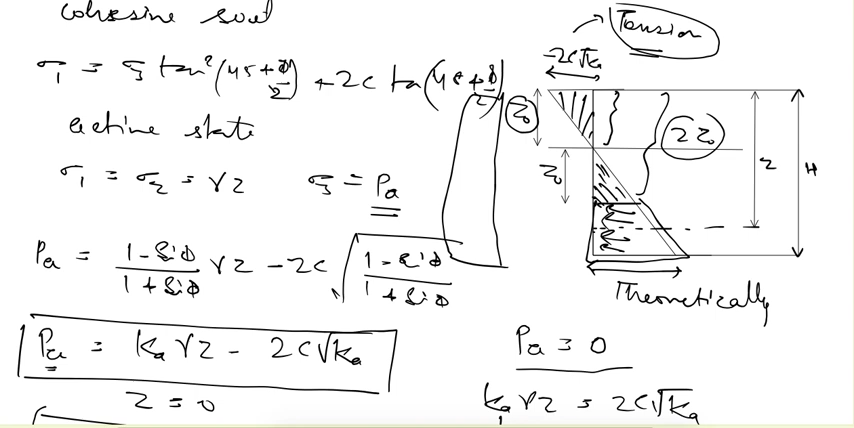 cohesive soil
σ₁ = σ₃ tan²(45+φ/2) + 2c tan(45+φ/2)
active state
σ₁ = σz = γz σ₃ = Pa
Pa = (1 - Sinφ)/(1 + Sinφ) γz - 2c √((1 - Sinφ)/(1 + Sinφ))
Pa = Ka γz - 2c√Ka
z = 0
Tension
-2c√Ka
Z₀
2Z₀
Z₀
z
H
Theoretically
Pa = 0
Ka γz = 2c√Ka